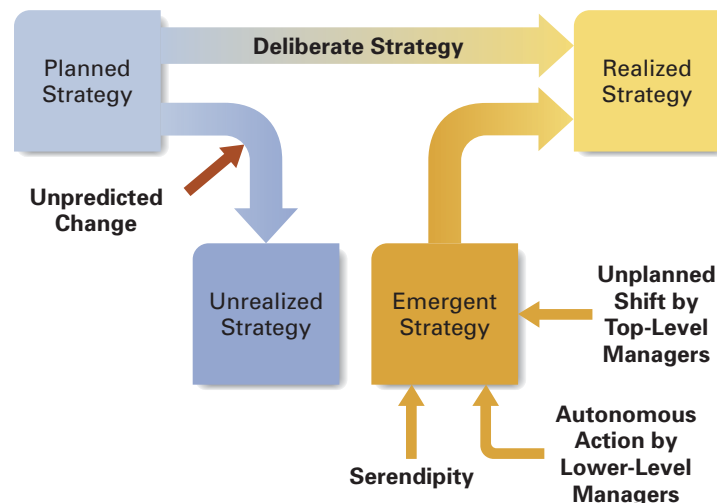 Planned
Strategy
Deliberate Strategy
Realized
Strategy
Unpredicted
Change
Unrealized
Strategy
Emergent
Strategy
Unplanned
Shift by
Top-Level
Managers
Serendipity
Autonomous
Action by
Lower-Level
Managers